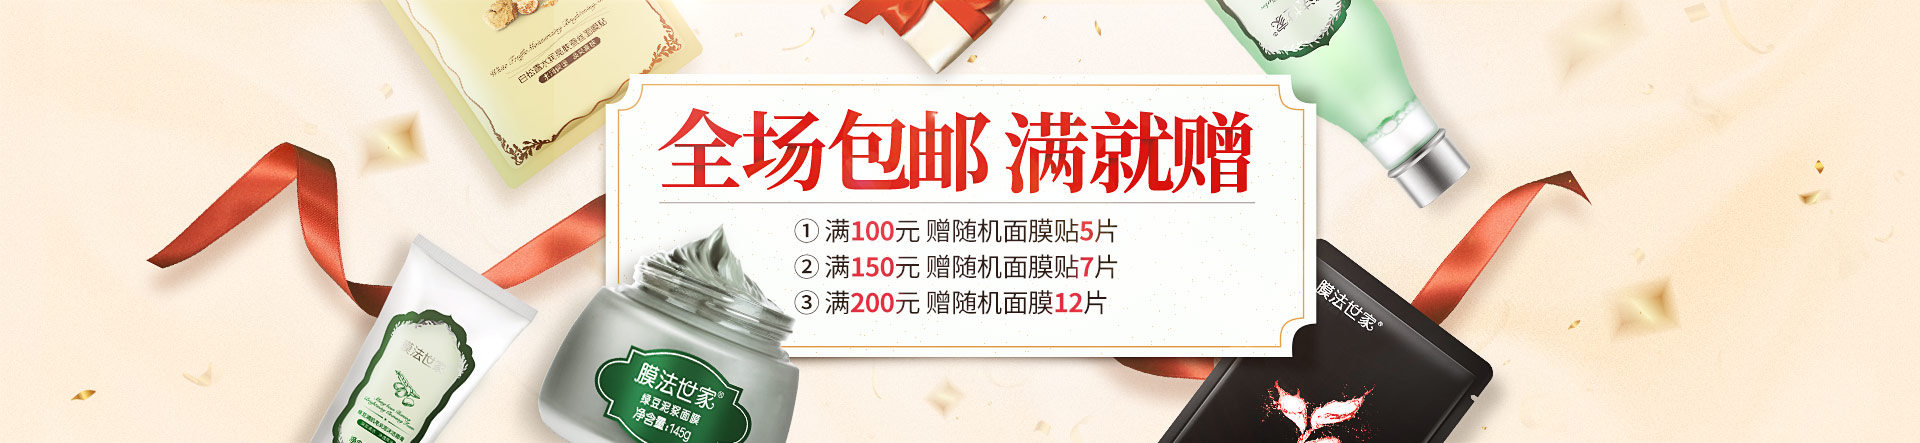 全场包邮 满就赠
① 满100元 赠随机面膜贴5片
② 满150元 赠随机面膜贴7片
③ 满200元 赠随机面膜12片
膜法世家®
绿豆泥浆面膜
净含量:145g
膜法世家
膜法世家®